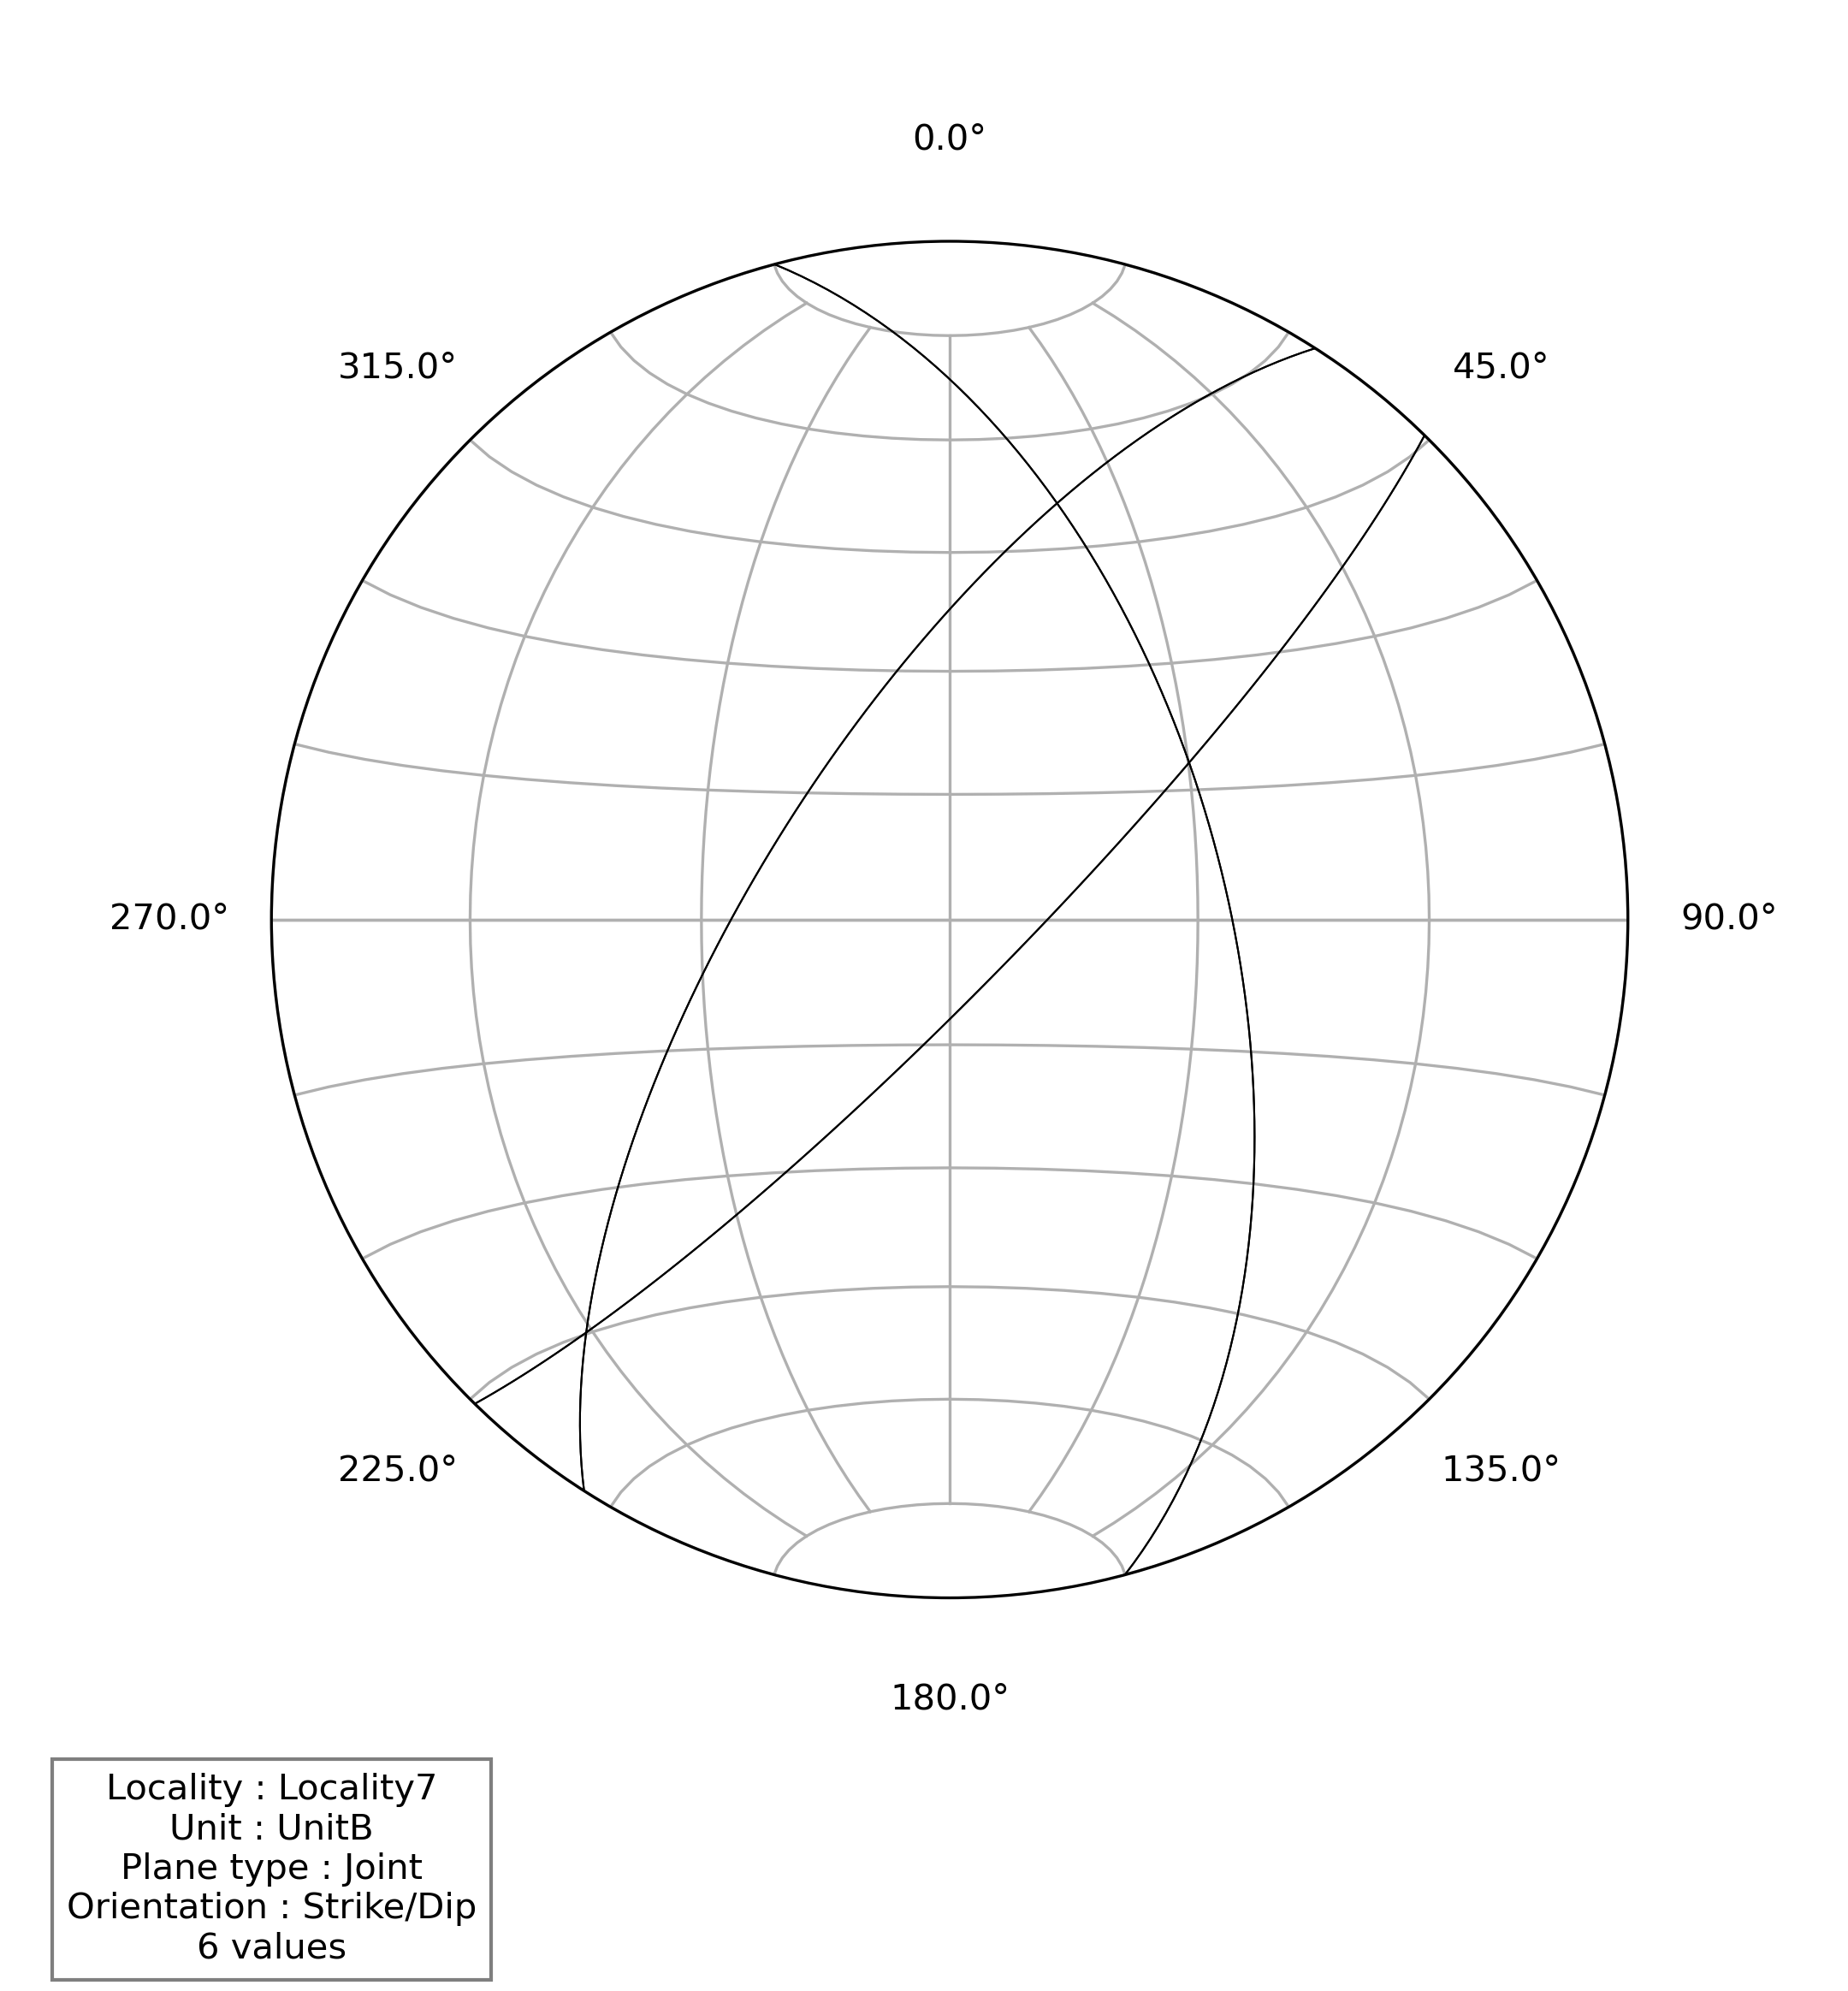 0.0°
315.0°
45.0°
270.0°
90.0°
225.0°
135.0°
180.0°
Locality : Locality7
Unit : UnitB
Plane type : Joint
Orientation : Strike/Dip
6 values